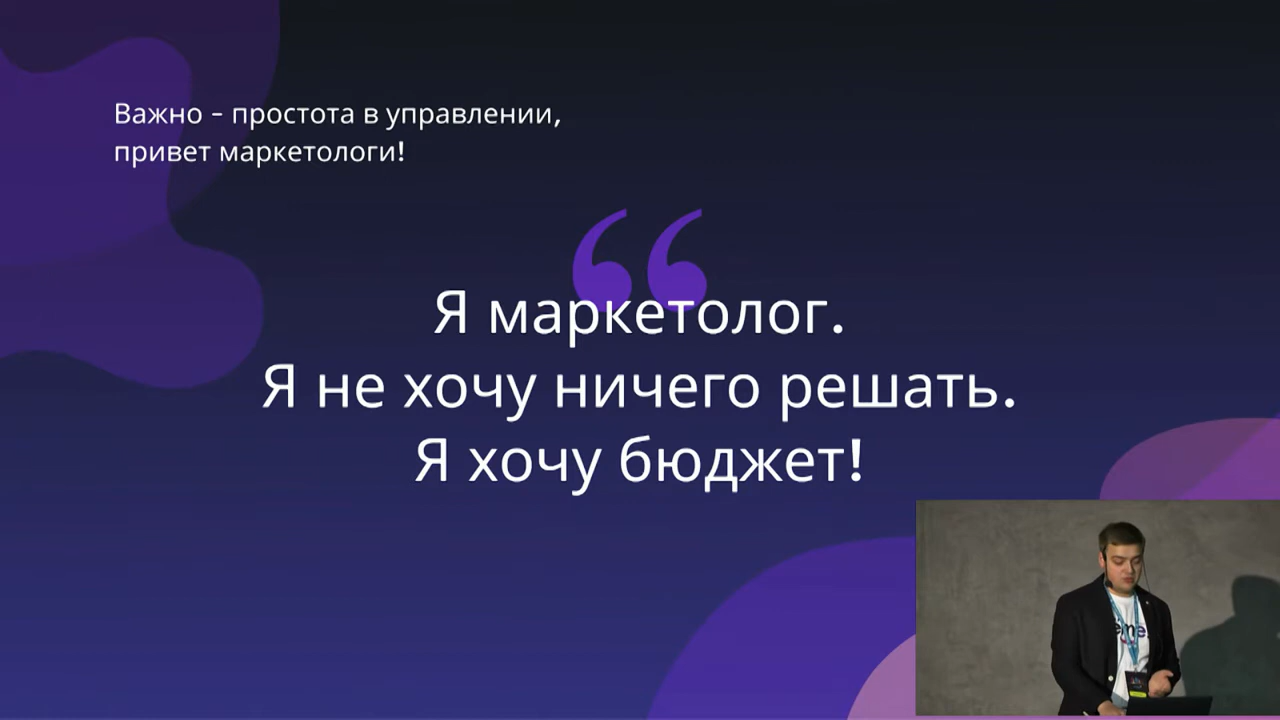 Важно - простота в управлении,
привет маркетологи!
“
Я маркетолог.
Я не хочу ничего решать.
Я хочу бюджет!